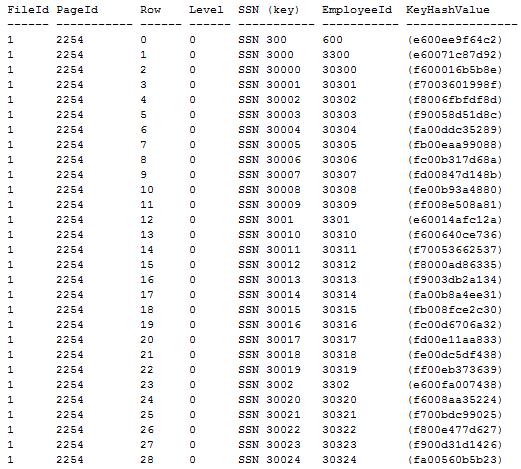 FileId PageId Row Level SSN (key) EmployeeId KeyHashValue
------ ------ ------ ------ ---------- ---------- --------------
1 2254 0 0 SSN 300 600 (e600ee9f64c2)
1 2254 1 0 SSN 3000 3300 (e60071c87d92)
1 2254 2 0 SSN 30000 30300 (f600016b5b8e)
1 2254 3 0 SSN 30001 30301 (f7003601998f)
1 2254 4 0 SSN 30002 30302 (f8006fbfdf8d)
1 2254 5 0 SSN 30003 30303 (f90058d51d8c)
1 2254 6 0 SSN 30004 30304 (fa00ddc35289)
1 2254 7 0 SSN 30005 30305 (fb00eaa99088)
1 2254 8 0 SSN 30006 30306 (fc00b317d68a)
1 2254 9 0 SSN 30007 30307 (fd00847d148b)
1 2254 10 0 SSN 30008 30308 (fe00b93a4880)
1 2254 11 0 SSN 30009 30309 (ff008e508a81)
1 2254 12 0 SSN 3001 3301 (e60014afc12a)
1 2254 13 0 SSN 30010 30310 (f600640ce736)
1 2254 14 0 SSN 30011 30311 (f70053662537)
1 2254 15 0 SSN 30012 30312 (f8000ad86335)
1 2254 16 0 SSN 30013 30313 (f9003db2a134)
1 2254 17 0 SSN 30014 30314 (fa00b8a4ee31)
1 2254 18 0 SSN 30015 30315 (fb008fce2c30)
1 2254 19 0 SSN 30016 30316 (fc00d6706a32)
1 2254 20 0 SSN 30017 30317 (fd00e11aa833)
1 2254 21 0 SSN 30018 30318 (fe00dc5df438)
1 2254 22 0 SSN 30019 30319 (ff00eb373639)
1 2254 23 0 SSN 3002 3302 (e600fa007438)
1 2254 24 0 SSN 30020 30320 (f6008aa35224)
1 2254 25 0 SSN 30021 30321 (f700bdc99025)
1 2254 26 0 SSN 30022 30322 (f800e477d627)
1 2254 27 0 SSN 30023 30323 (f900d31d1426)
1 2254 28 0 SSN 30024 30324 (fa00560b5b23)